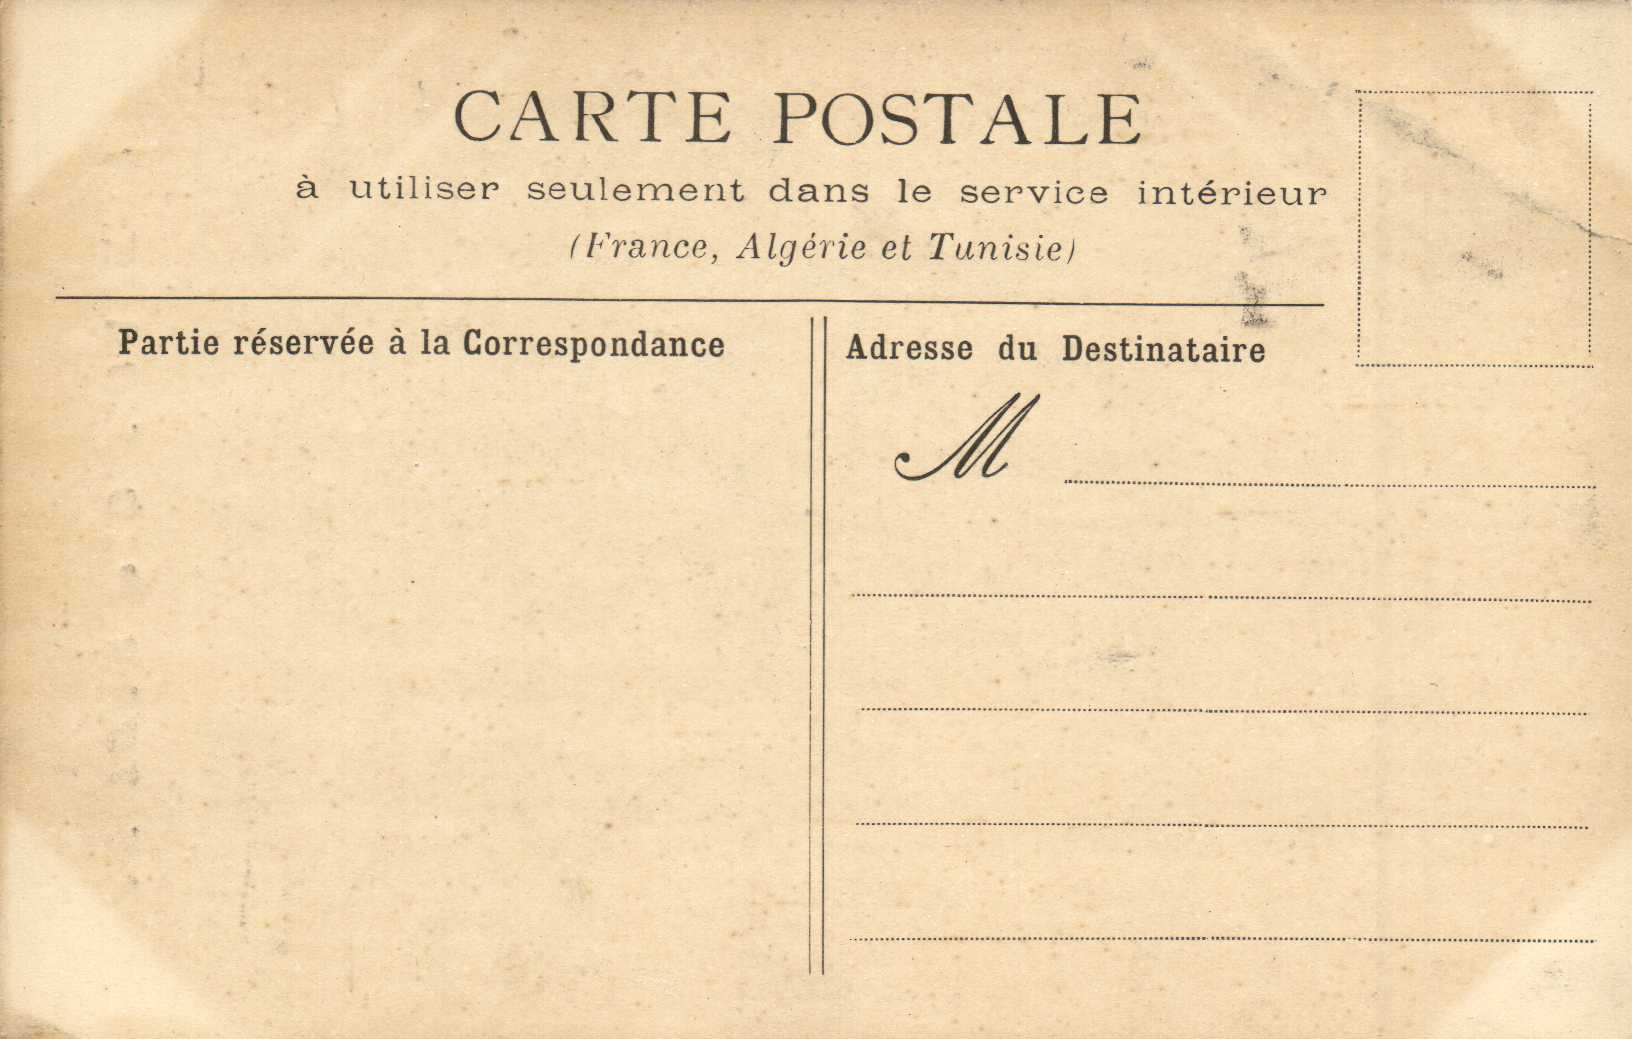 CARTE POSTALE
à utiliser seulement dans le service intérieur
(France, Algérie et Tunisie)
Partie réservée à la Correspondance
Adresse du Destinataire
M